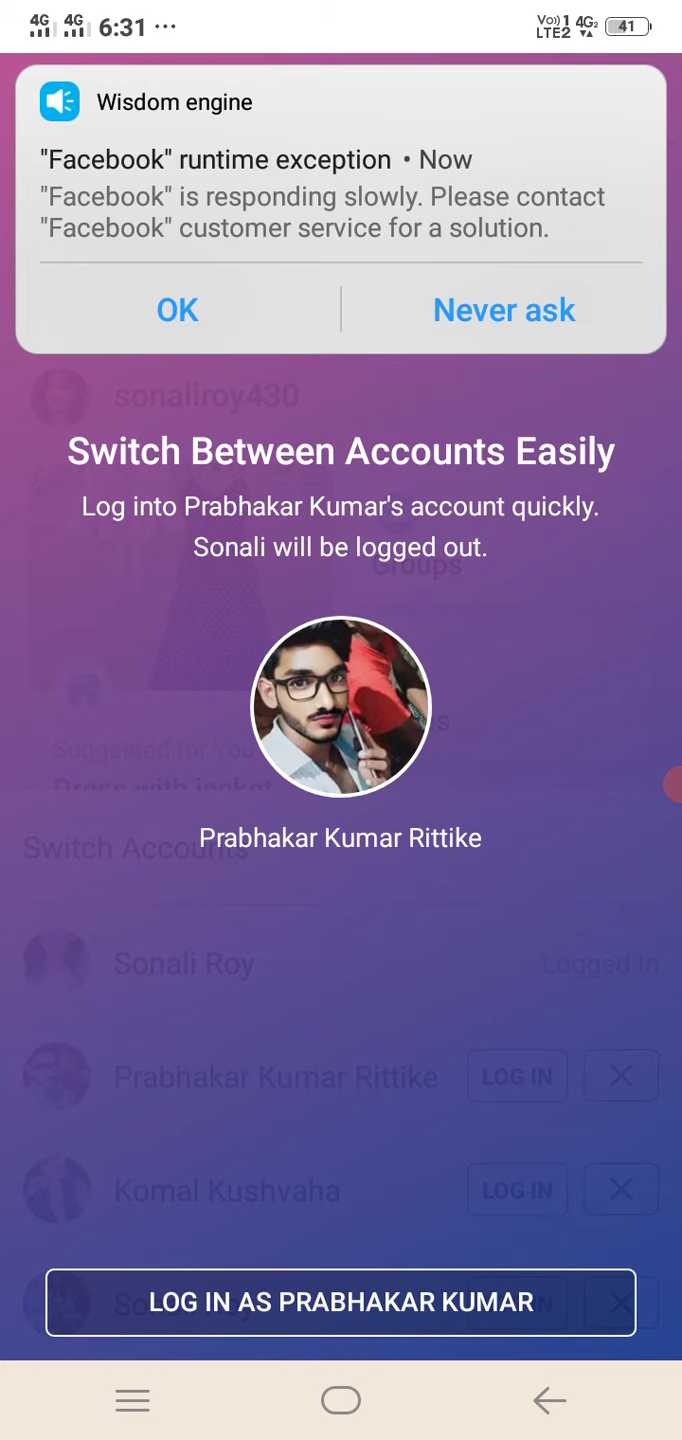 4G 4G 6:31 ...
Vo)) 1 4G2
LTE2
41
Wisdom engine
"Facebook" runtime exception • Now
"Facebook" is responding slowly. Please contact
"Facebook" customer service for a solution.
OK Never ask
sonaliroy430
Switch Between Accounts Easily
Log into Prabhakar Kumar's account quickly.
Sonali will be logged out.
Groups
Suggested for You
Dress with jacket
Prabhakar Kumar Rittike
Switch Accounts
Sonali Roy Logged in
Prabhakar Kumar Rittike LOG IN
Komal Kushvaha LOG IN
LOG IN AS PRABHAKAR KUMAR